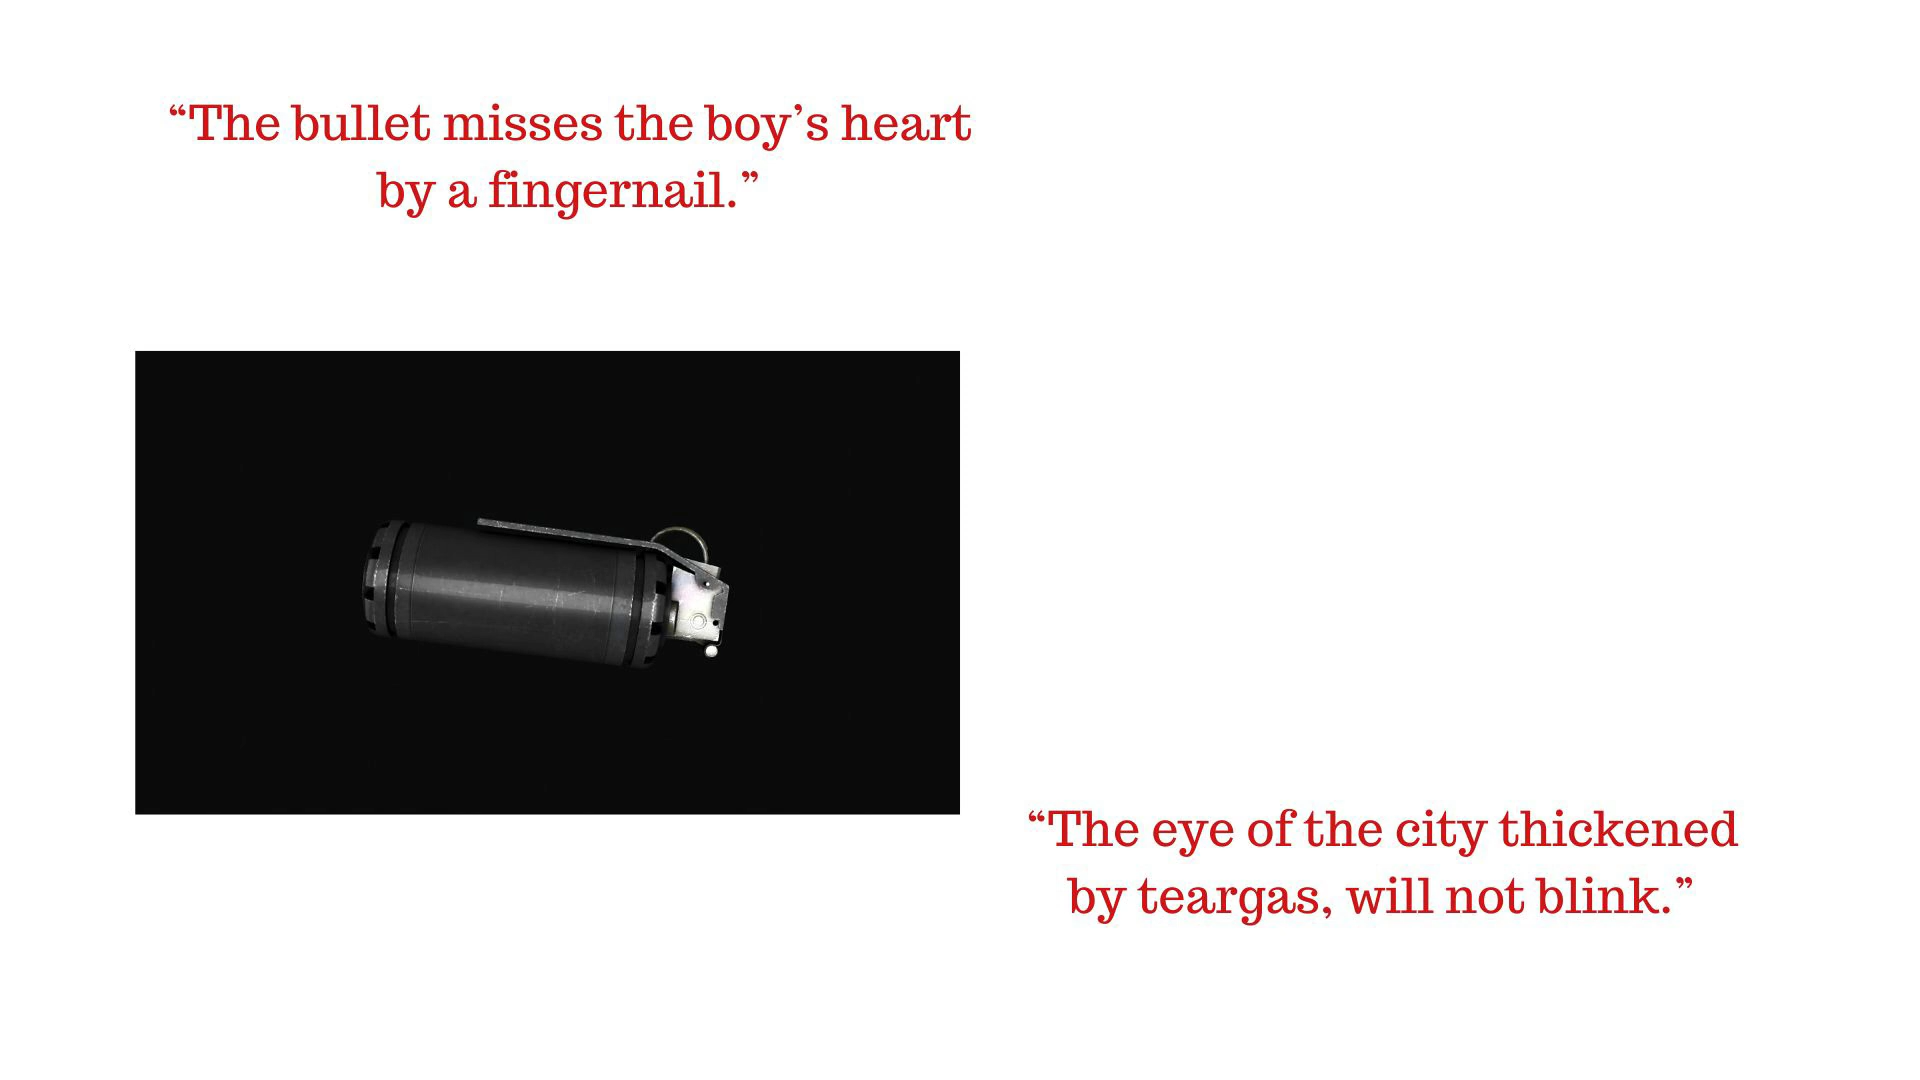 “The bullet misses the boy’s heart
by a fingernail.”
“The eye of the city thickened
by teargas, will not blink.”